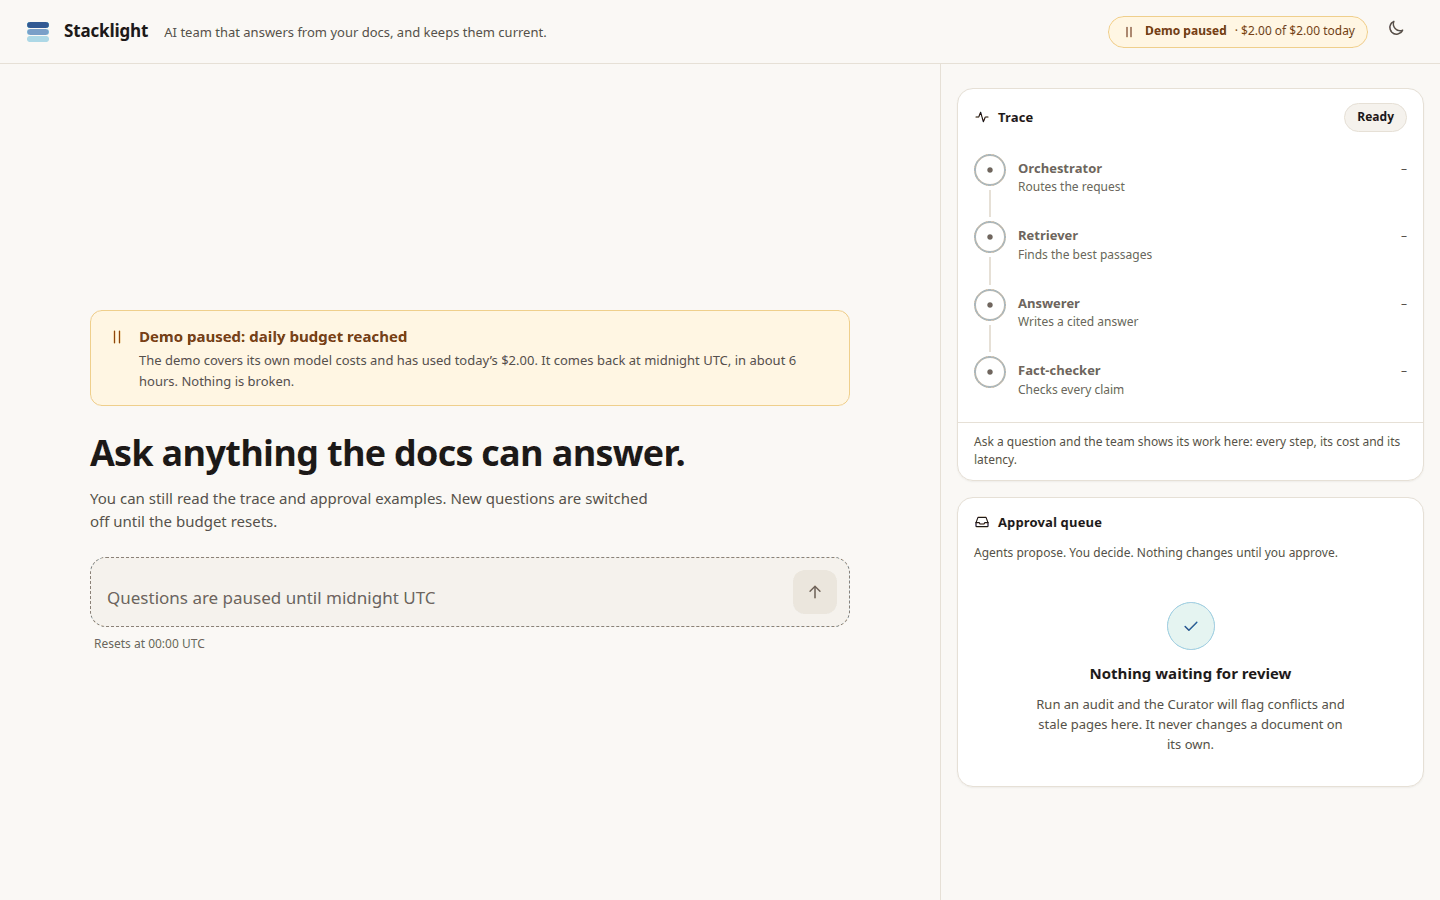 Stacklight
AI team that answers from your docs, and keeps them current.
Demo paused · $2.00 of $2.00 today
Demo paused: daily budget reached
The demo covers its own model costs and has used today’s $2.00. It comes back at midnight UTC, in about 6
hours. Nothing is broken.
Ask anything the docs can answer.
You can still read the trace and approval examples. New questions are switched
off until the budget resets.
Questions are paused until midnight UTC
Resets at 00:00 UTC
Trace
Ready
Orchestrator
–
Routes the request
Retriever
–
Finds the best passages
Answerer
–
Writes a cited answer
Fact-checker
–
Checks every claim
Ask a question and the team shows its work here: every step, its cost and its
latency.
Approval queue
Agents propose. You decide. Nothing changes until you approve.
Nothing waiting for review
Run an audit and the Curator will flag conflicts and
stale pages here. It never changes a document on
its own.